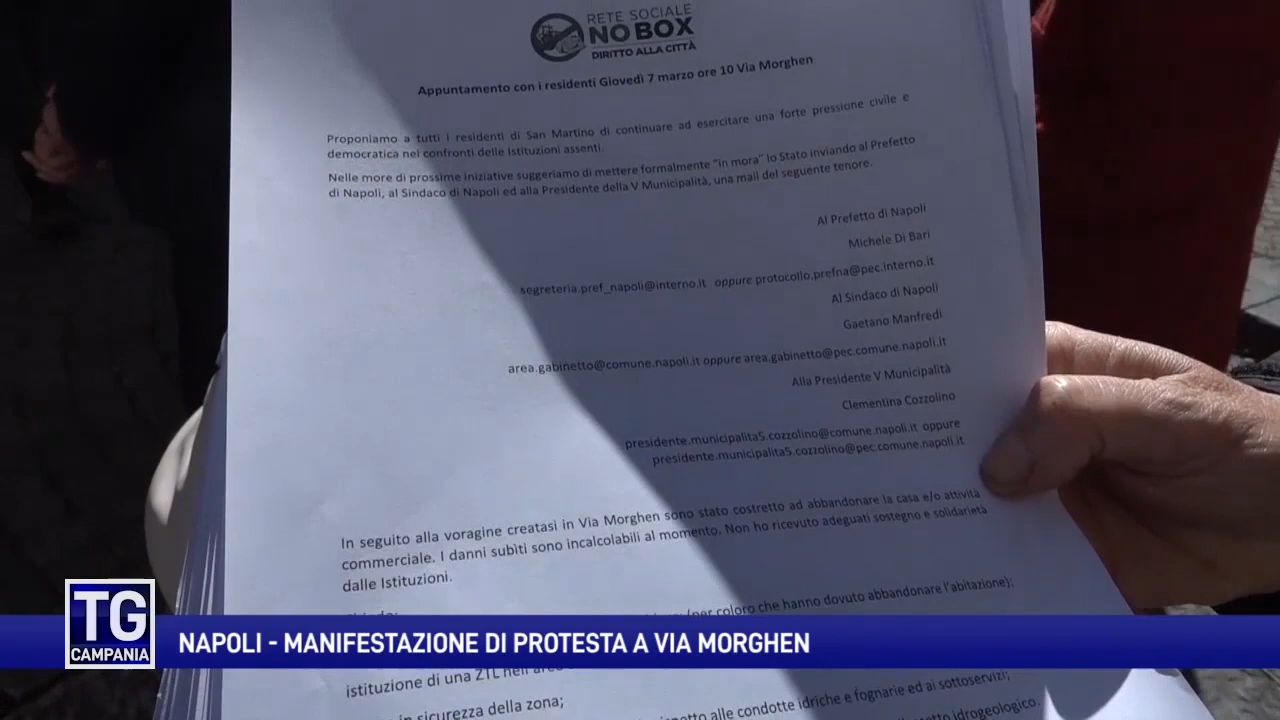 RETE SOCIALE
NO BOX
DIRITTO ALLA CITTÀ
Appuntamento con i residenti Giovedì 7 marzo ore 10 Via Morghen
Proponiamo a tutti i residenti di San Martino di continuare ad esercitare una forte pressione civile e
democratica nei confronti delle Istituzioni assenti.
Nelle more di prossime iniziative suggeriamo di mettere formalmente “in mora” lo Stato inviando al Prefetto
di Napoli, al Sindaco di Napoli ed alla Presidente della V Municipalità, una mail del seguente tenore.
Al Prefetto di Napoli
Michele Di Bari
segreteria.pref_napoli@interno.it oppure protocollo.prefna@pec.interno.it
Al Sindaco di Napoli
Gaetano Manfredi
area.gabinetto@comune.napoli.it oppure area.gabinetto@pec.comune.napoli.it
Alla Presidente V Municipalità
Clementina Cozzolino
presidente.municipalita5.cozzolino@comune.napoli.it oppure
presidente.municipalita5.cozzolino@pec.comune.napoli.it
In seguito alla voragine creatasi in Via Morghen sono stato costretto ad abbandonare la casa e/o attività
commerciale. I danni subìti sono incalcolabili al momento. Non ho ricevuto adeguati sostegno e solidarietà
dalle Istituzioni.
(per coloro che hanno dovuto abbandonare l'abitazione);
TG
CAMPANIA
NAPOLI - MANIFESTAZIONE DI PROTESTA A VIA MORGHEN
istituzione di una ZTL nell'area
in sicurezza della zona;
alle condotte idriche e fognarie ed ai sottoservizi;
idrogeologico.